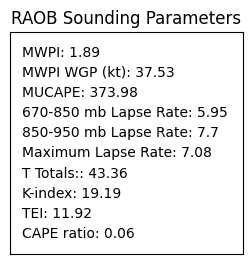 RAOB Sounding Parameters
MWPI: 1.89
MWPI WGP (kt): 37.53
MUCAPE: 373.98
670-850 mb Lapse Rate: 5.95
850-950 mb Lapse Rate: 7.7
Maximum Lapse Rate: 7.08
T Totals:: 43.36
K-index: 19.19
TEI: 11.92
CAPE ratio: 0.06